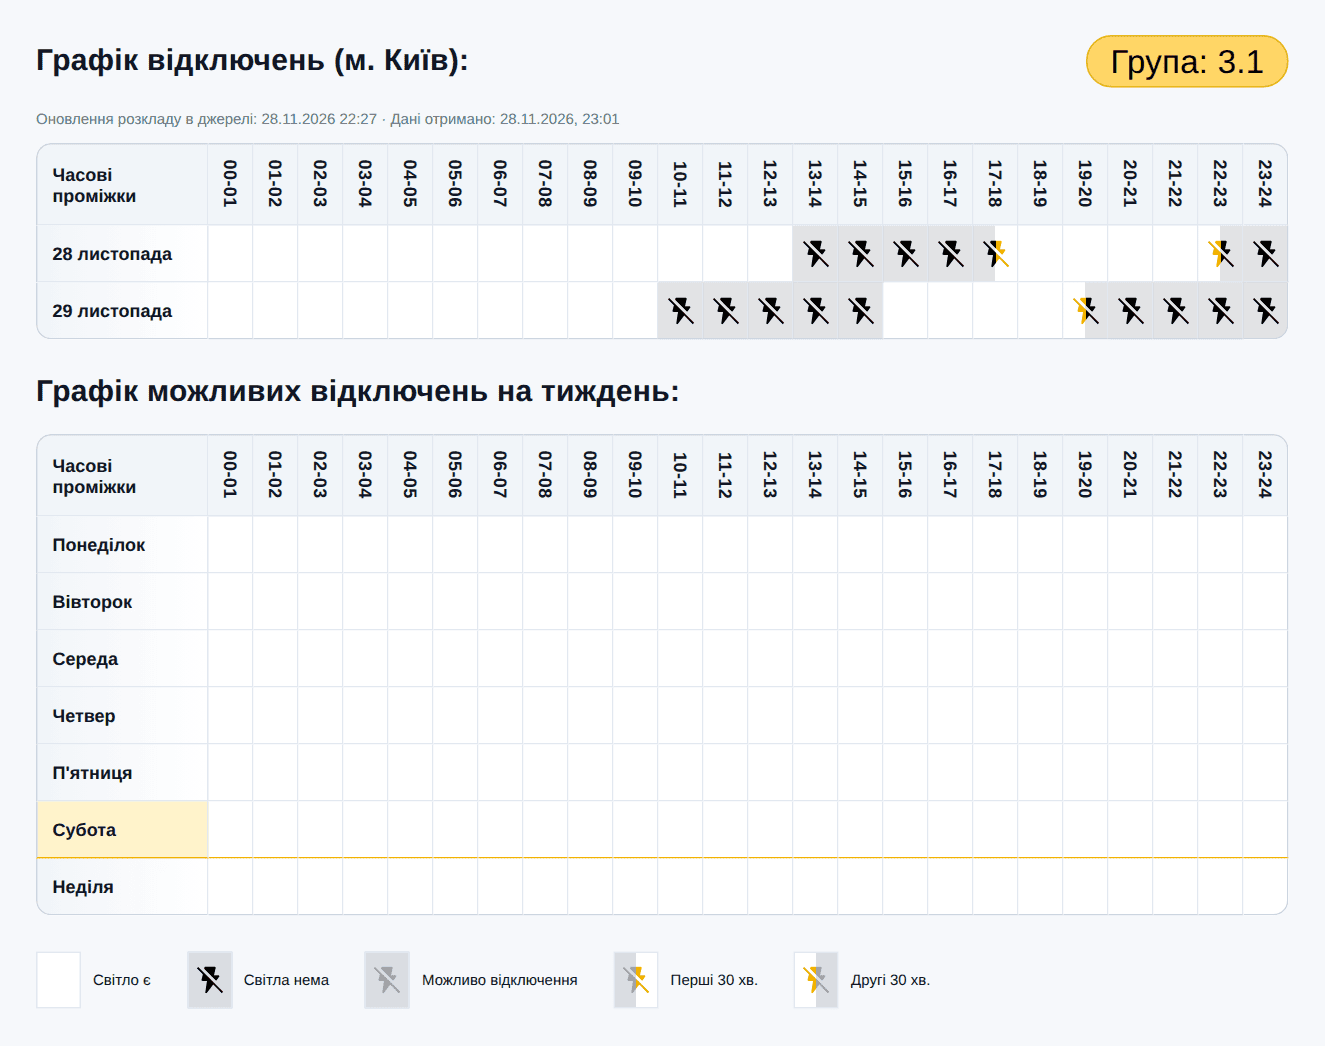 Графік відключень (м. Київ):
Група: 3.1
Оновлення розкладу в джерелі: 28.11.2026 22:27 · Дані отримано: 28.11.2026, 23:01
Часові проміжки 00-01 01-02 02-03 03-04 04-05 05-06 06-07 07-08 08-09 09-10 10-11 11-12 12-13 13-14 14-15 15-16 16-17 17-18 18-19 19-20 20-21 21-22 22-23 23-24
28 листопада
29 листопада
Графік можливих відключень на тиждень:
Часові проміжки 00-01 01-02 02-03 03-04 04-05 05-06 06-07 07-08 08-09 09-10 10-11 11-12 12-13 13-14 14-15 15-16 16-17 17-18 18-19 19-20 20-21 21-22 22-23 23-24
Понеділок
Вівторок
Середа
Четвер
П'ятниця
Субота
Неділя
Світло є Світла нема Можливо відключення Перші 30 хв. Другі 30 хв.